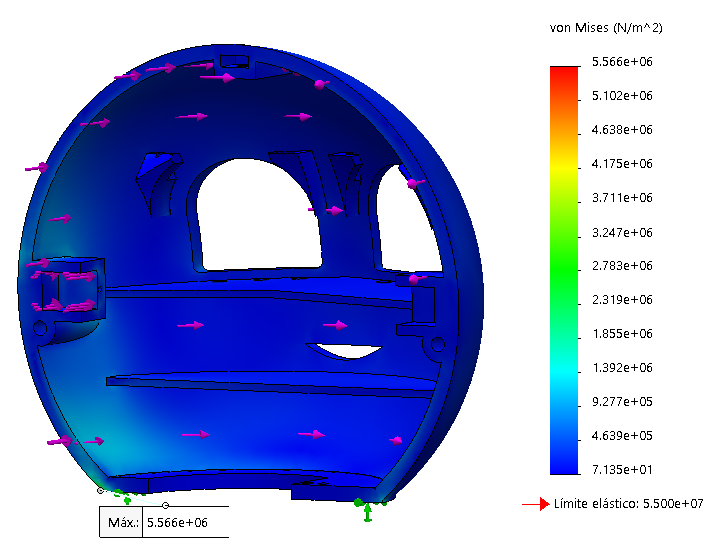 von Mises (N/m^2)
5.566e+06
5.102e+06
4.638e+06
4.175e+06
3.711e+06
3.247e+06
2.783e+06
2.319e+06
1.855e+06
1.392e+06
9.277e+05
4.639e+05
7.135e+01
Límite elástico: 5.500e+07
Máx.: 5.566e+06